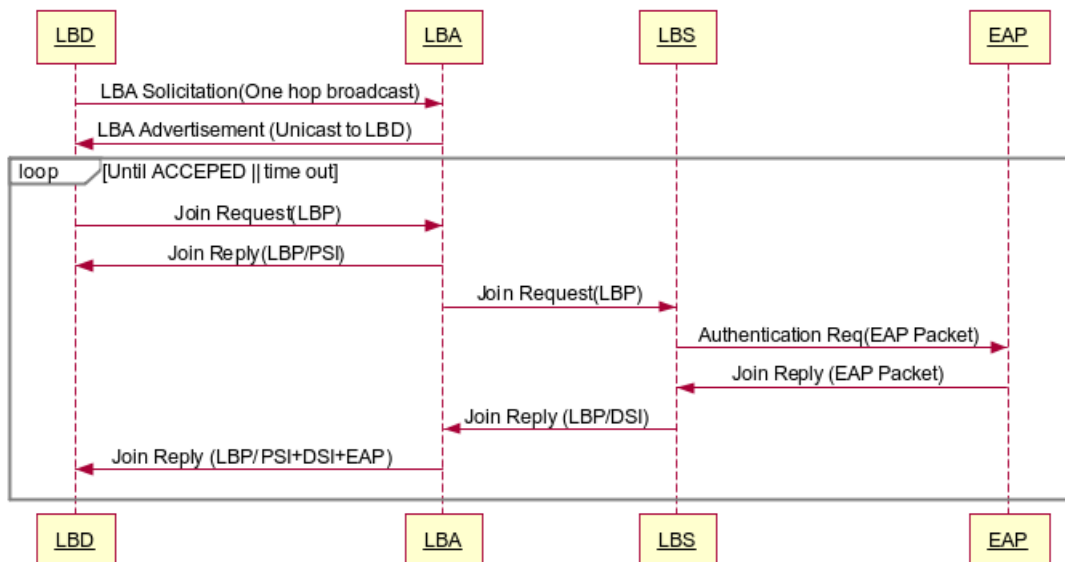 LBD LBA LBS EAP
LBA Solicitation(One hop broadcast)
LBA Advertisement (Unicast to LBD)
loop [Until ACCEPED || time out]
Join Request(LBP)
Join Reply(LBP/PSI)
Join Request(LBP)
Authentication Req(EAP Packet)
Join Reply (EAP Packet)
Join Reply (LBP/DSI)
Join Reply (LBP/PSI+DSI+EAP)
LBD LBA LBS EAP